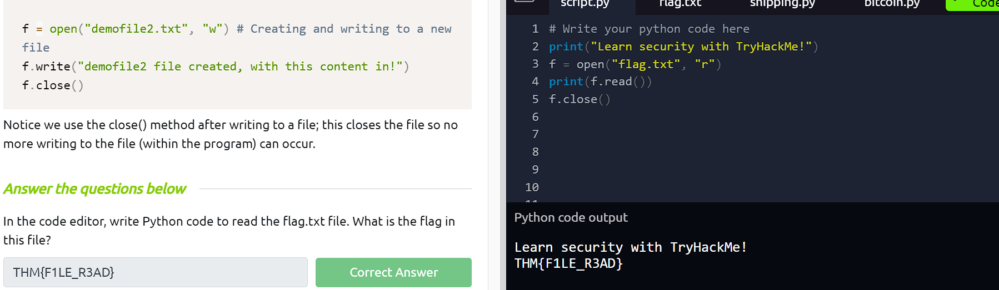 f = open("demofile2.txt", "w") # Creating and writing to a new
file
f.write("demofile2 file created, with this content in!")
f.close()
Notice we use the close() method after writing to a file; this closes the file so no
more writing to the file (within the program) can occur.
Answer the questions below
In the code editor, write Python code to read the flag.txt file. What is the flag in
this file?
THM{F1LE_R3AD}
Correct Answer
script.py flag.txt shipping.py bitcoin.py Code
1 # Write your python code here
2 print("Learn security with TryHackMe!")
3 f = open("flag.txt", "r")
4 print(f.read())
5 f.close()
6
7
8
9
10
11
Python code output
Learn security with TryHackMe!
THM{F1LE_R3AD}